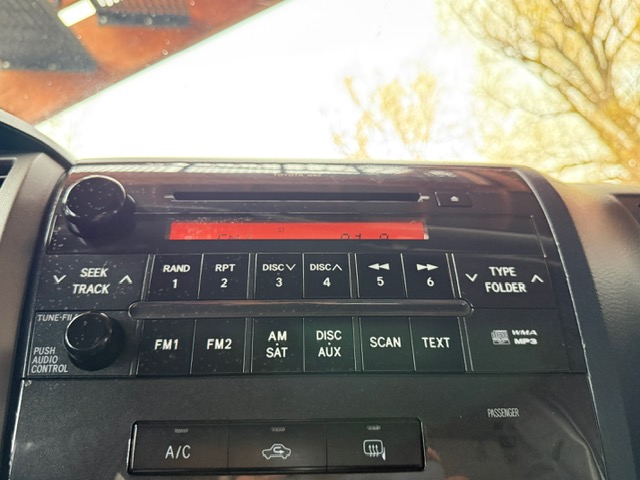 SEEK
TRACK
RAND
1
RPT
2
DISC
3
DISC
4
5
6
TYPE
FOLDER
TUNE-FIL
PUSH
AUDIO
CONTROL
FM1
FM2
AM
SAT
DISC
AUX
SCAN
TEXT
WMA
MP3
PASSENGER
A/C